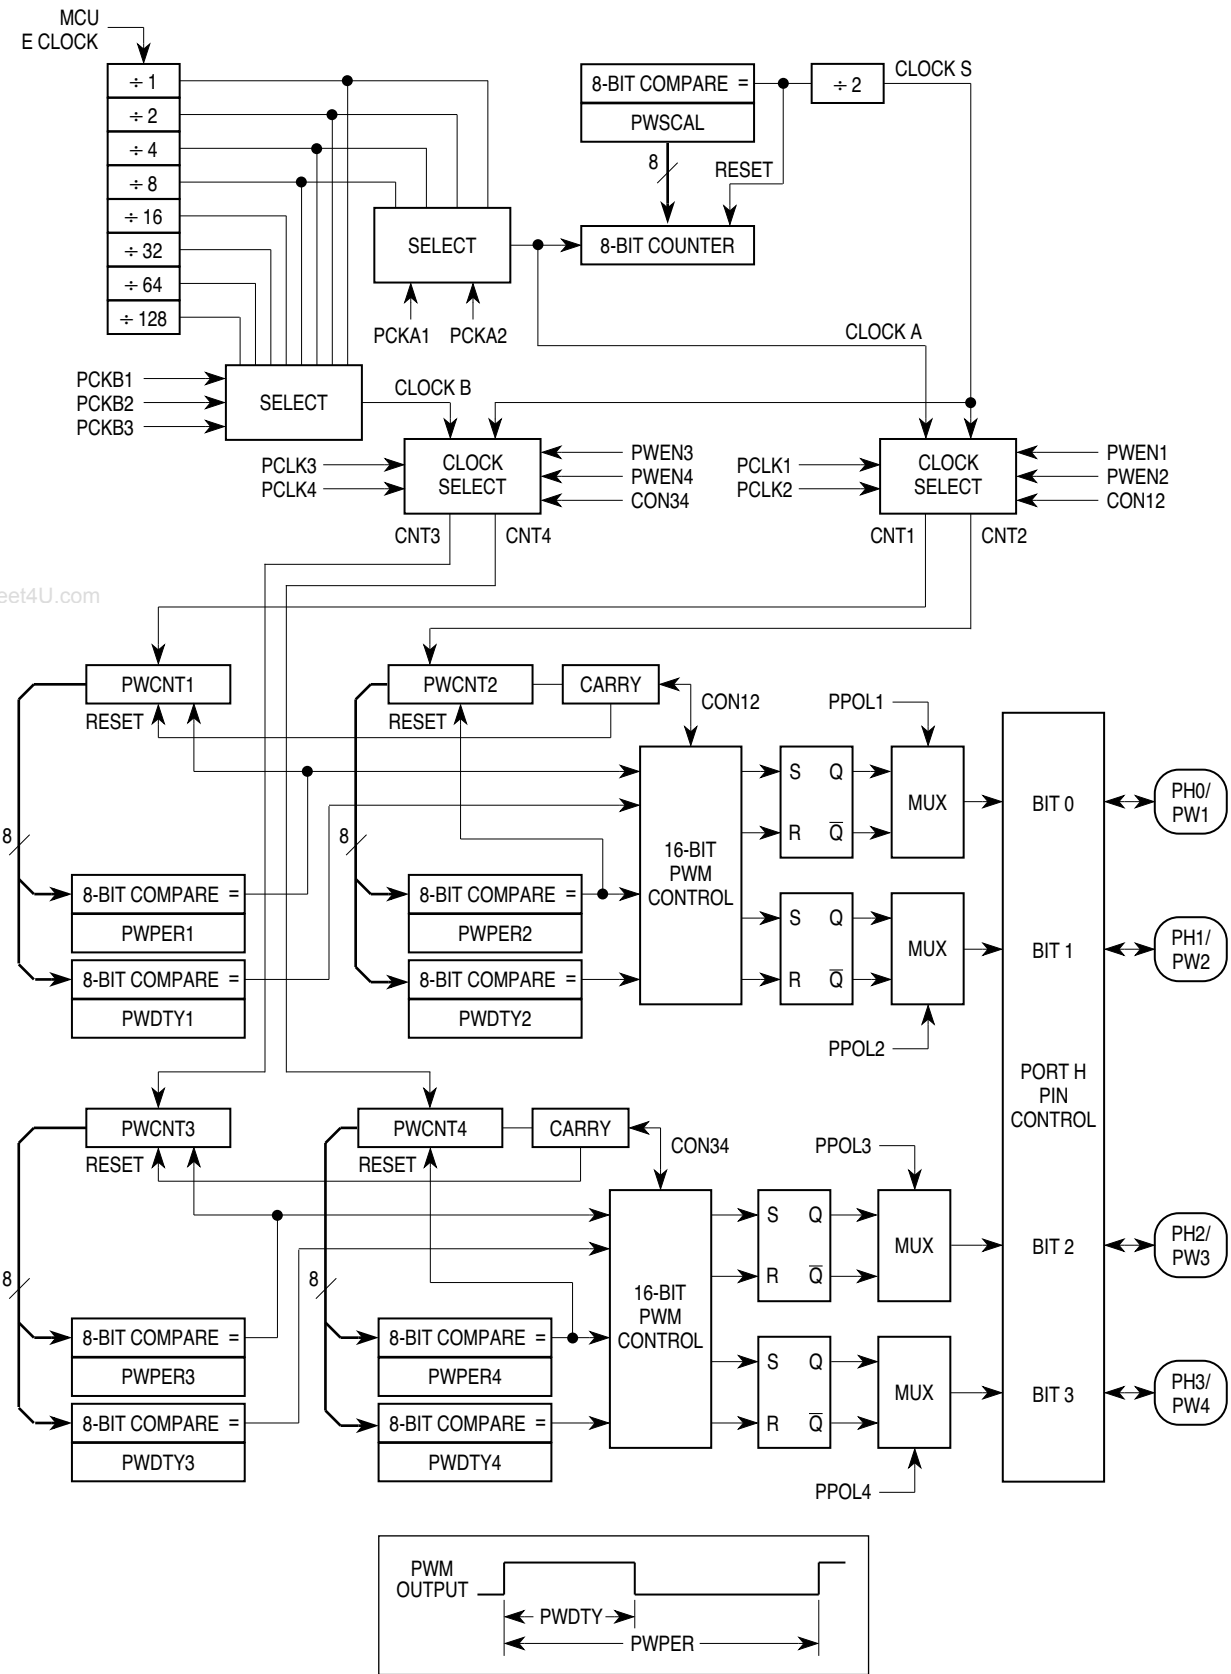 MCU
E CLOCK
÷ 1
÷ 2
÷ 4
÷ 8
÷ 16
÷ 32
÷ 64
÷ 128
SELECT
PCKA1
PCKA2
8-BIT COMPARE =
PWSCAL
8
RESET
8-BIT COUNTER
÷ 2
CLOCK S
CLOCK A
PCKB1
PCKB2
PCKB3
SELECT
CLOCK B
PCLK3
PCLK4
CLOCK
SELECT
PWEN3
PWEN4
CON34
PCLK1
PCLK2
CLOCK
SELECT
PWEN1
PWEN2
CON12
CNT3
CNT4
CNT1
CNT2
eet4U.com
PWCNT1
RESET
PWCNT2
RESET
CARRY
CON12
8
8-BIT COMPARE =
PWPER1
8-BIT COMPARE =
PWDTY1
8
8-BIT COMPARE =
PWPER2
8-BIT COMPARE =
PWDTY2
16-BIT
PWM
CONTROL
S Q
R Q
PPOL1
MUX
S Q
R Q
MUX
PPOL2
BIT 0
BIT 1
PORT H
PIN
CONTROL
BIT 2
BIT 3
PH0/
PW1
PH1/
PW2
PH2/
PW3
PH3/
PW4
PWCNT3
RESET
PWCNT4
RESET
CARRY
CON34
8
8-BIT COMPARE =
PWPER3
8-BIT COMPARE =
PWDTY3
8
8-BIT COMPARE =
PWPER4
8-BIT COMPARE =
PWDTY4
16-BIT
PWM
CONTROL
S Q
R Q
PPOL3
MUX
S Q
R Q
MUX
PPOL4
PWM
OUTPUT
PWDTY
PWPER